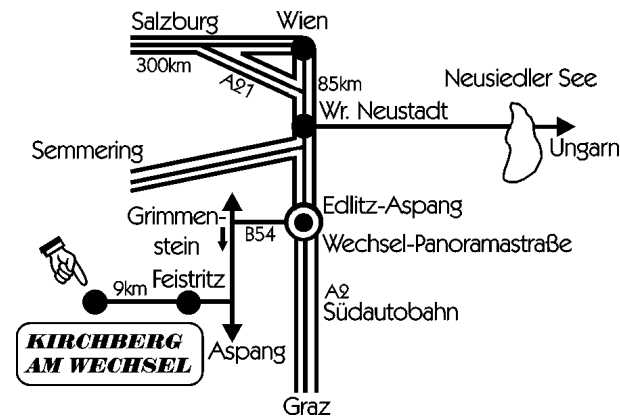 Salzburg
Wien
300km
A21
85km
Neusiedler See
Wr. Neustadt
Ungarn
Semmering
Grimmen-
stein
B54
Edlitz-Aspang
Wechsel-Panoramastraße
9km
Feistritz
A2
Südautobahn
KIRCHBERG
AM WECHSEL
Aspang
Graz